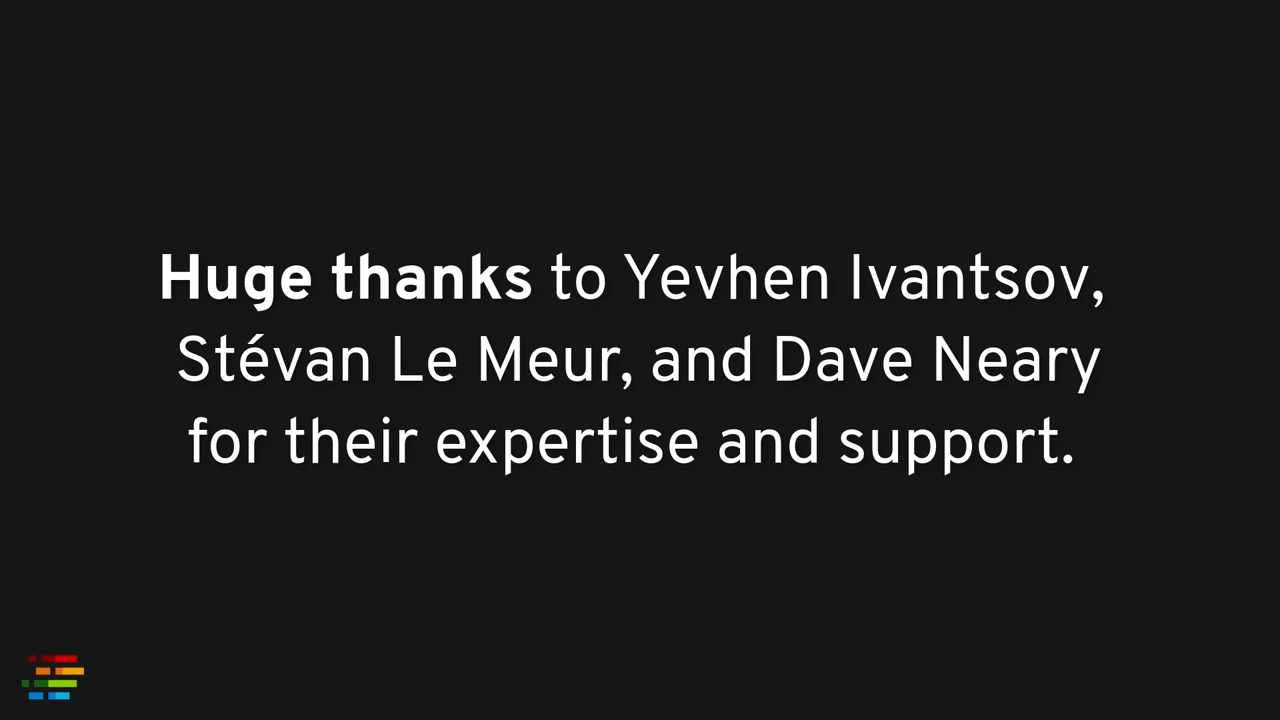 Huge thanks to Yevhen Ivantsov,
Stévan Le Meur, and Dave Neary
for their expertise and support.